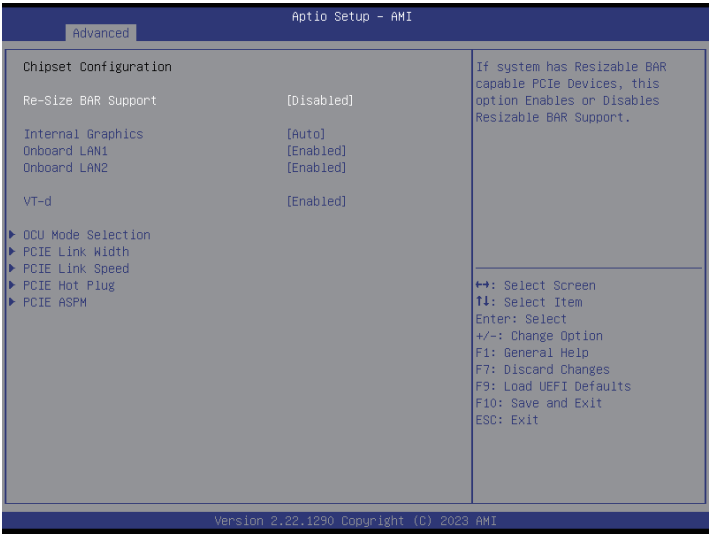 Aptio Setup - AMI
Advanced
Chipset Configuration
Re-Size BAR Support [Disabled]
Internal Graphics [Auto]
Onboard LAN1 [Enabled]
Onboard LAN2 [Enabled]
VT-d [Enabled]
OCU Mode Selection
PCIE Link Width
PCIE Link Speed
PCIE Hot Plug
PCIE ASPM
If system has Resizable BAR
capable PCIe Devices, this
option Enables or Disables
Resizable BAR Support.
↔: Select Screen
↑↓: Select Item
Enter: Select
+/-: Change Option
F1: General Help
F7: Discard Changes
F9: Load UEFI Defaults
F10: Save and Exit
ESC: Exit
Version 2.22.1290 Copyright (C) 2023 AMI